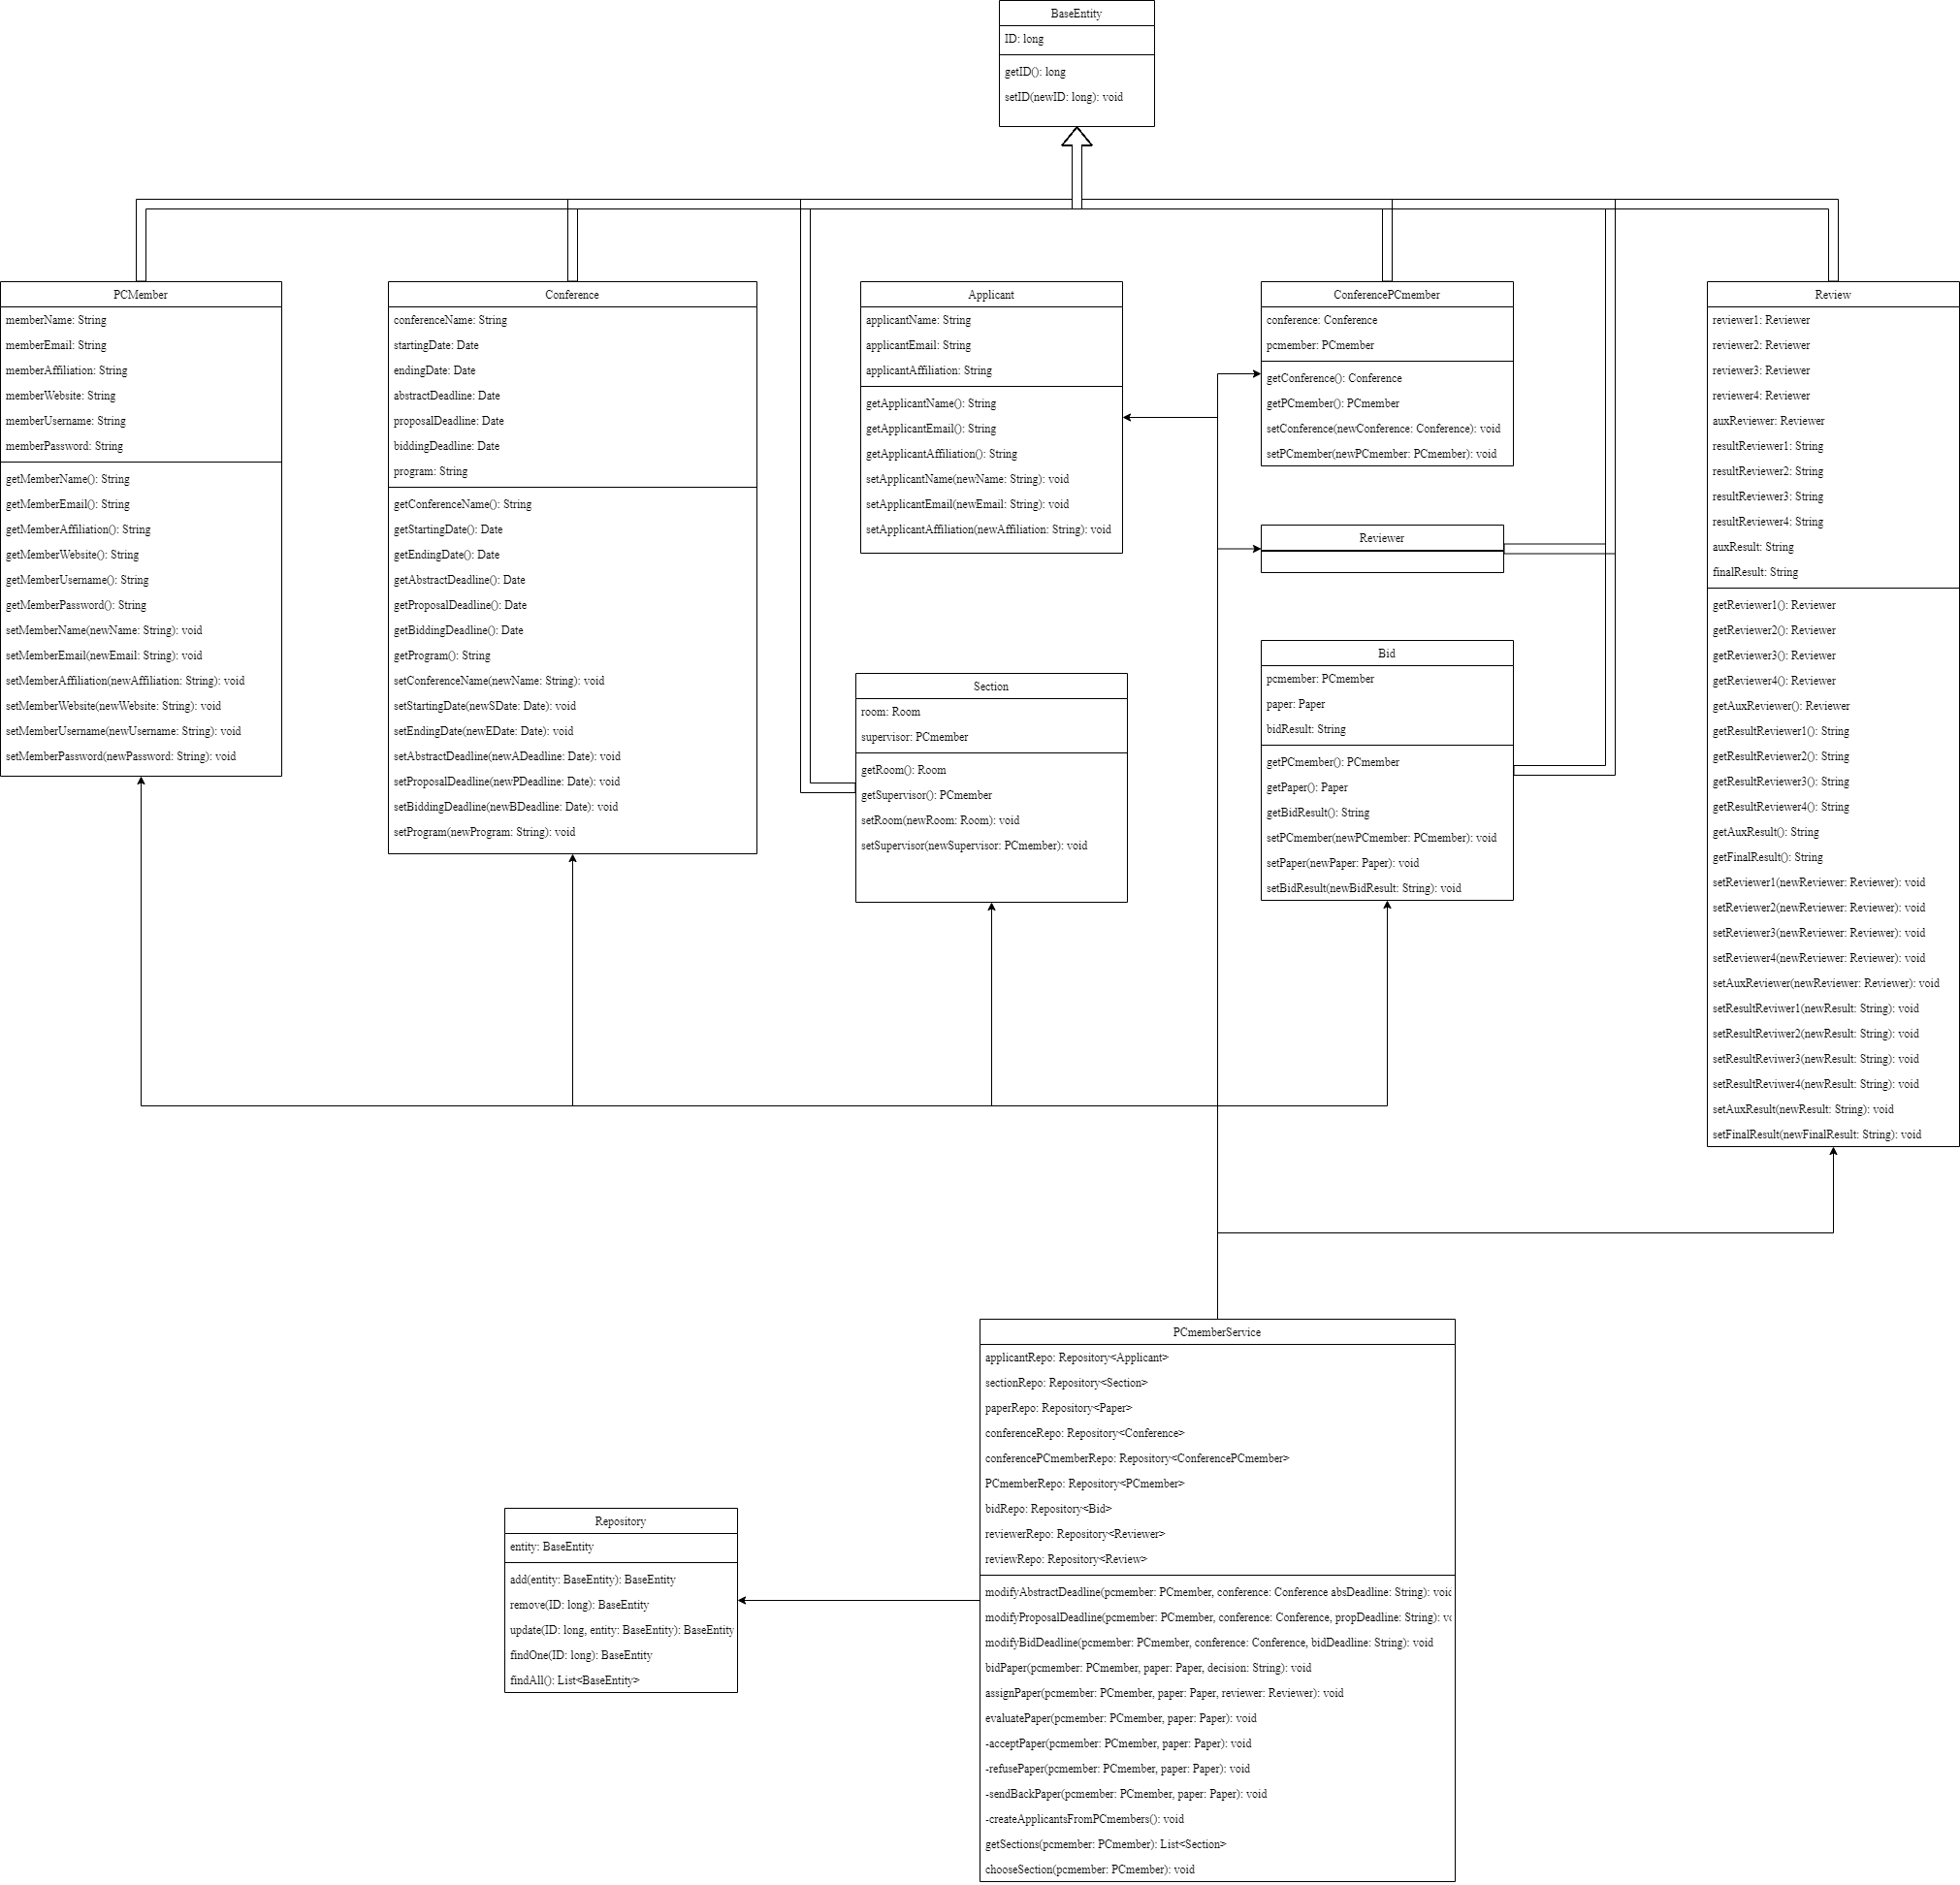 BaseEntity
ID: long
getID(): long
setID(newID: long): void
PCMember
memberName: String
memberEmail: String
memberAffiliation: String
memberWebsite: String
memberUsername: String
memberPassword: String
getMemberName(): String
getMemberEmail(): String
getMemberAffiliation(): String
getMemberWebsite(): String
getMemberUsername(): String
getMemberPassword(): String
setMemberName(newName: String): void
setMemberEmail(newEmail: String): void
setMemberAffiliation(newAffiliation: String): void
setMemberWebsite(newWebsite: String): void
setMemberUsername(newUsername: String): void
setMemberPassword(newPassword: String): void
Conference
conferenceName: String
startingDate: Date
endingDate: Date
abstractDeadline: Date
proposalDeadline: Date
biddingDeadline: Date
program: String
getConferenceName(): String
getStartingDate(): Date
getEndingDate(): Date
getAbstractDeadline(): Date
getProposalDeadline(): Date
getBiddingDeadline(): Date
getProgram(): String
setConferenceName(newName: String): void
setStartingDate(newSDate: Date): void
setEndingDate(newEDate: Date): void
setAbstractDeadline(newADeadline: Date): void
setProposalDeadline(newPDeadline: Date): void
setBiddingDeadline(newBDeadline: Date): void
setProgram(newProgram: String): void
Applicant
applicantName: String
applicantEmail: String
applicantAffiliation: String
getApplicantName(): String
getApplicantEmail(): String
getApplicantAffiliation(): String
setApplicantName(newName: String): void
setApplicantEmail(newEmail: String): void
setApplicantAffiliation(newAffiliation: String): void
Section
room: Room
supervisor: PCmember
getRoom(): Room
getSupervisor(): PCmember
setRoom(newRoom: Room): void
setSupervisor(newSupervisor: PCmember): void
ConferencePCmember
conference: Conference
pcmember: PCmember
getConference(): Conference
getPCmember(): PCmember
setConference(newConference: Conference): void
setPCmember(newPCmember: PCmember): void
Reviewer
Bid
pcmember: PCmember
paper: Paper
bidResult: String
getPCmember(): PCmember
getPaper(): Paper
getBidResult(): String
setPCmember(newPCmember: PCmember): void
setPaper(newPaper: Paper): void
setBidResult(newBidResult: String): void
Review
reviewer1: Reviewer
reviewer2: Reviewer
reviewer3: Reviewer
reviewer4: Reviewer
auxReviewer: Reviewer
resultReviewer1: String
resultReviewer2: String
resultReviewer3: String
resultReviewer4: String
auxResult: String
finalResult: String
getReviewer1(): Reviewer
getReviewer2(): Reviewer
getReviewer3(): Reviewer
getReviewer4(): Reviewer
getAuxReviewer(): Reviewer
getResultReviewer1(): String
getResultReviewer2(): String
getResultReviewer3(): String
getResultReviewer4(): String
getAuxResult(): String
getFinalResult(): String
setReviewer1(newReviewer: Reviewer): void
setReviewer2(newReviewer: Reviewer): void
setReviewer3(newReviewer: Reviewer): void
setReviewer4(newReviewer: Reviewer): void
setAuxReviewer(newReviewer: Reviewer): void
setResultReviwer1(newResult: String): void
setResultReviwer2(newResult: String): void
setResultReviwer3(newResult: String): void
setResultReviwer4(newResult: String): void
setAuxResult(newResult: String): void
setFinalResult(newFinalResult: String): void
PCmemberService
applicantRepo: Repository<Applicant>
sectionRepo: Repository<Section>
paperRepo: Repository<Paper>
conferenceRepo: Repository<Conference>
conferencePCmemberRepo: Repository<ConferencePCmember>
PCmemberRepo: Repository<PCmember>
bidRepo: Repository<Bid>
reviewerRepo: Repository<Reviewer>
reviewRepo: Repository<Review>
modifyAbstractDeadline(pcmember: PCmember, conference: Conference absDeadline: String):
modifyProposalDeadline(pcmember: PCmember, conference: Conference, propDeadline: String):
modifyBidDeadline(pcmember: PCmember, conference: Conference, bidDeadline: String): void
bidPaper(pcmember: PCmember, paper: Paper, decision: String): void
assignPaper(pcmember: PCmember, paper: Paper, reviewer: Reviewer): void
evaluatePaper(pcmember: PCmember, paper: Paper): void
-acceptPaper(pcmember: PCmember, paper: Paper): void
-refusePaper(pcmember: PCmember, paper: Paper): void
-sendBackPaper(pcmember: PCmember, paper: Paper): void
-createApplicantsFromPCmembers(): void
getSections(pcmember: PCmember): List<Section>
chooseSection(pcmember: PCmember): void
Repository
entity: BaseEntity
add(entity: BaseEntity): BaseEntity
remove(ID: long): BaseEntity
update(ID: long, entity: BaseEntity): BaseEntity
findOne(ID: long): BaseEntity
findAll(): List<BaseEntity>